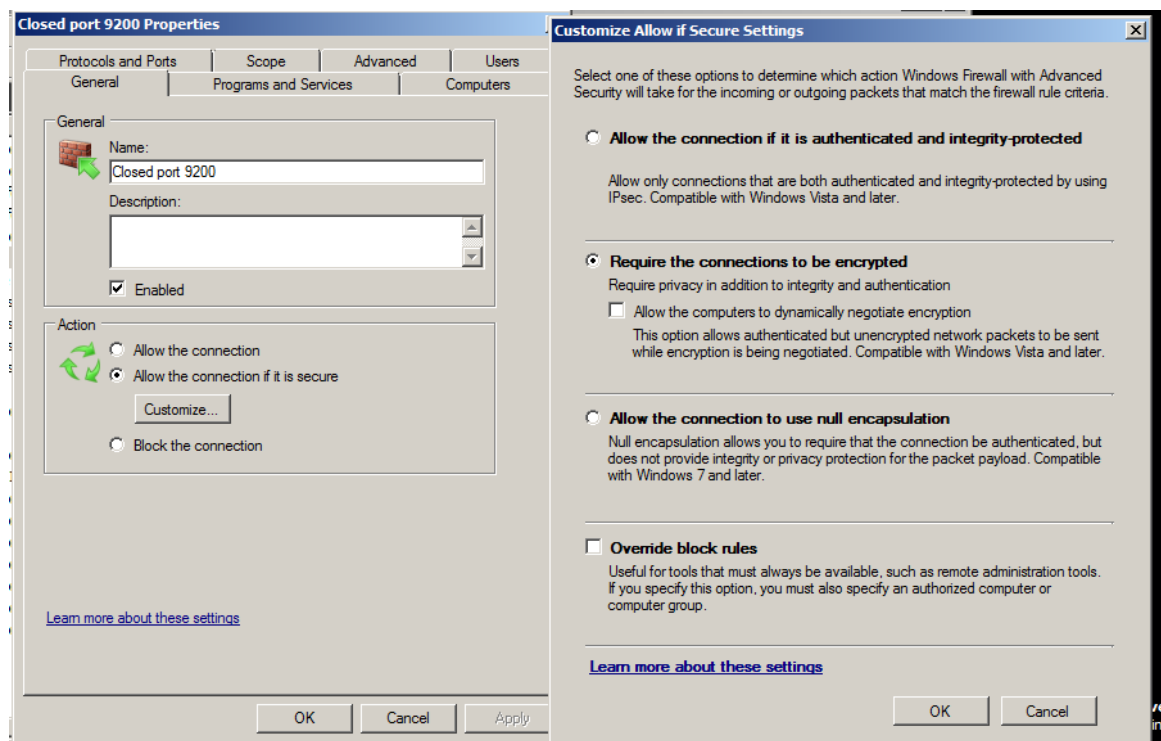 Closed port 9200 Properties
Protocols and Ports
Scope
Advanced
Users
General
Programs and Services
Computers
General
Name:
Closed port 9200
Description:
Enabled
Action
Allow the connection
Allow the connection if it is secure
Customize...
Block the connection
Learn more about these settings
OK
Cancel
Apply
Customize Allow if Secure Settings
Select one of these options to determine which action Windows Firewall with Advanced
Security will take for the incoming or outgoing packets that match the firewall rule criteria.
Allow the connection if it is authenticated and integrity-protected
Allow only connections that are both authenticated and integrity-protected by using
IPsec. Compatible with Windows Vista and later.
Require the connections to be encrypted
Require privacy in addition to integrity and authentication
Allow the computers to dynamically negotiate encryption
This option allows authenticated but unencrypted network packets to be sent
while encryption is being negotiated. Compatible with Windows Vista and later.
Allow the connection to use null encapsulation
Null encapsulation allows you to require that the connection be authenticated, but
does not provide integrity or privacy protection for the packet payload. Compatible
with Windows 7 and later.
Override block rules
Useful for tools that must always be available, such as remote administration tools.
If you specify this option, you must also specify an authorized computer or
computer group.
Learn more about these settings
OK
Cancel